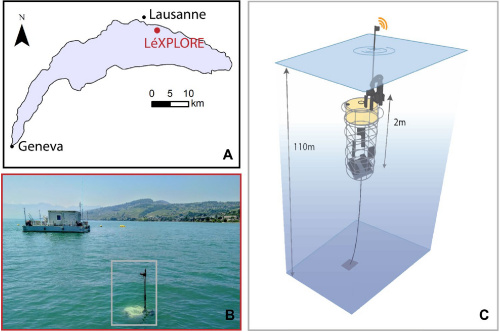 N
Lausanne
LéXPLORE
0 5 10
km
Geneva
A
B
110m
2m
C